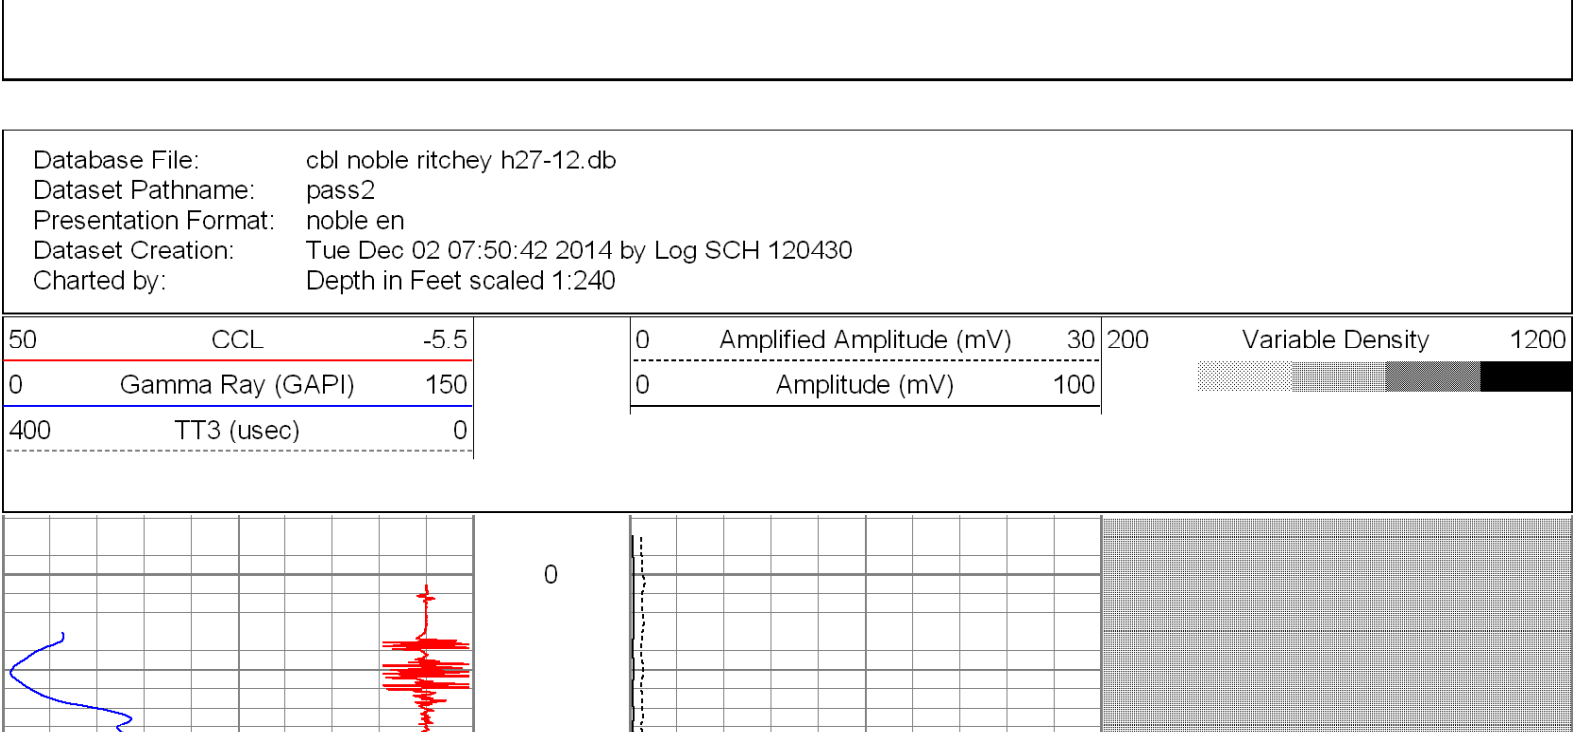 Database File: cbl noble ritchey h27-12.db
Dataset Pathname: pass2
Presentation Format: noble en
Dataset Creation: Tue Dec 02 07:50:42 2014 by Log SCH 120430
Charted by: Depth in Feet scaled 1:240
50 CCL -5.5
0 Gamma Ray (GAPI) 150
400 TT3 (usec) 0
0 Amplified Amplitude (mV) 30
0 Amplitude (mV) 100
200 Variable Density 1200
0